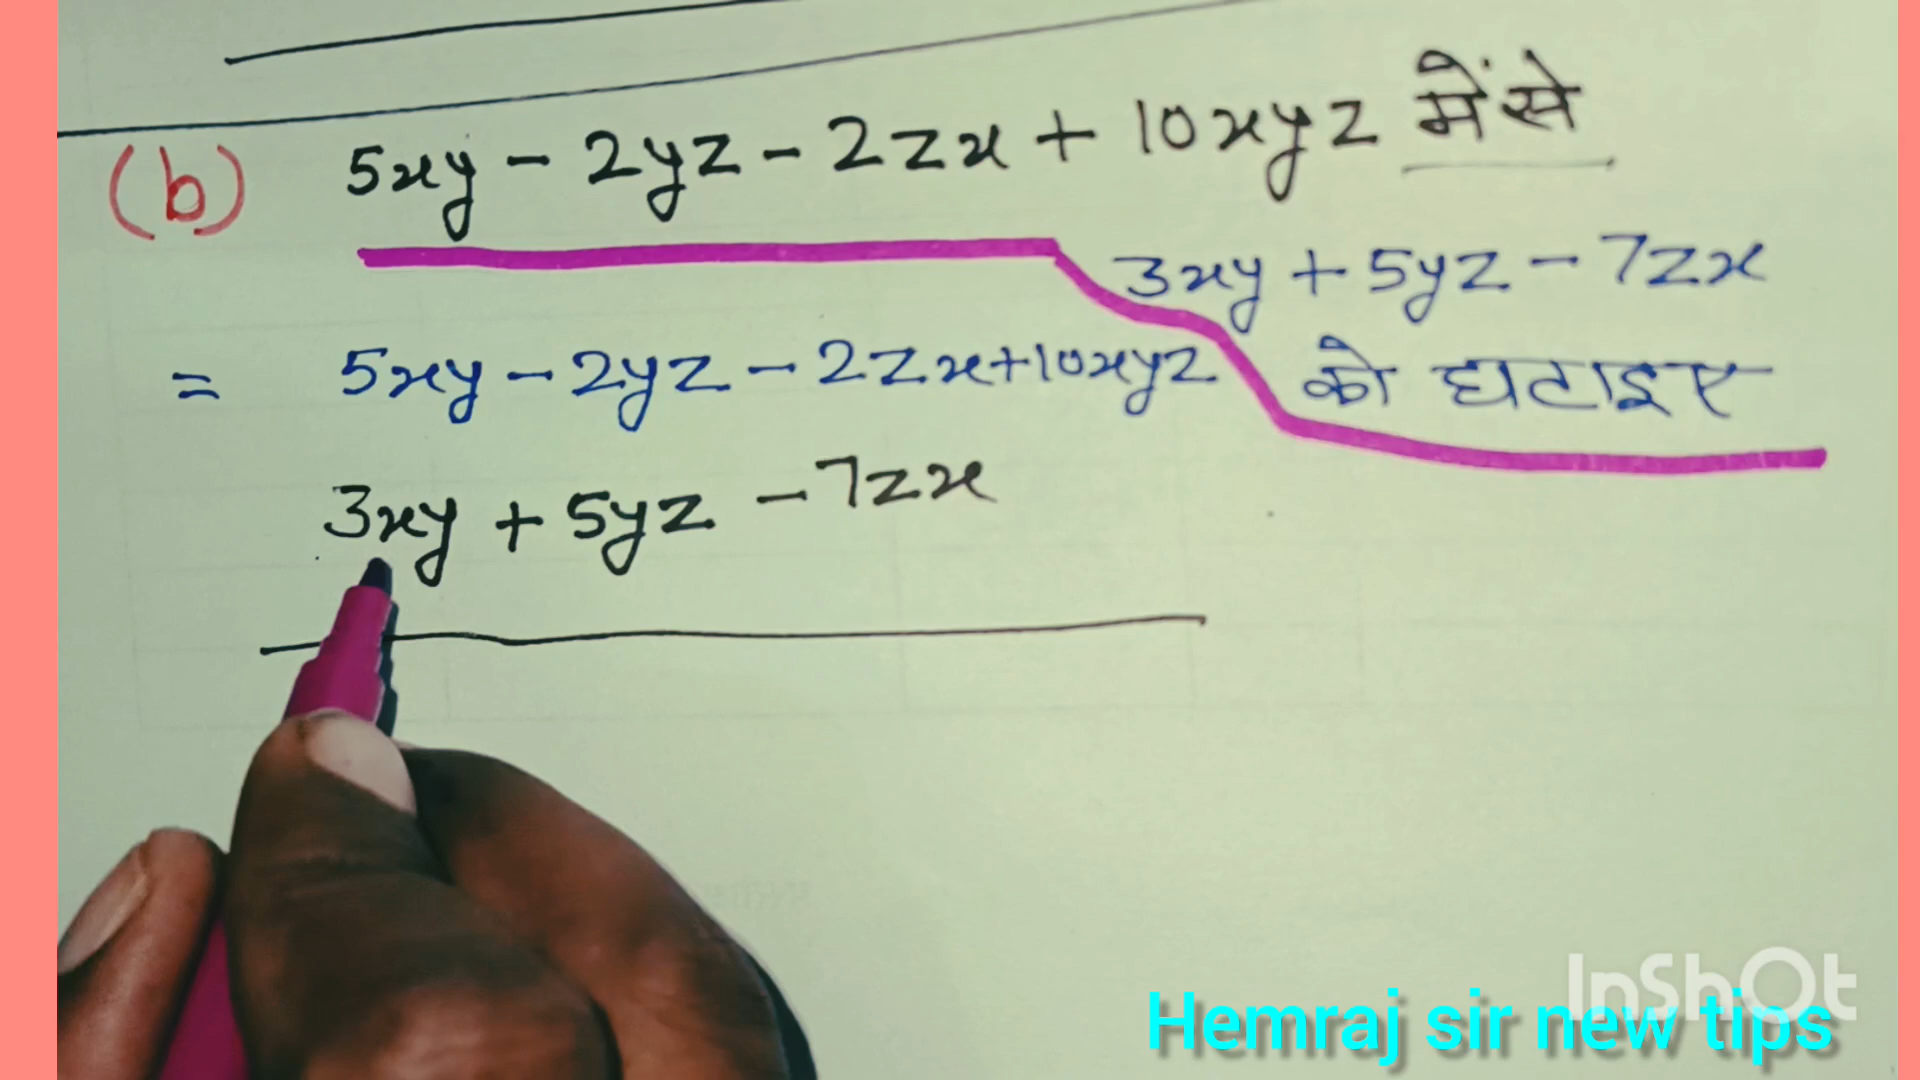 (b) 5xy - 2yz - 2zx + 10xyz में से
3xy + 5yz - 7zx
को घटाइए
= 5xy - 2yz - 2zx + 10xyz
3xy + 5yz - 7zx
InShOt
Hemraj sir new tips